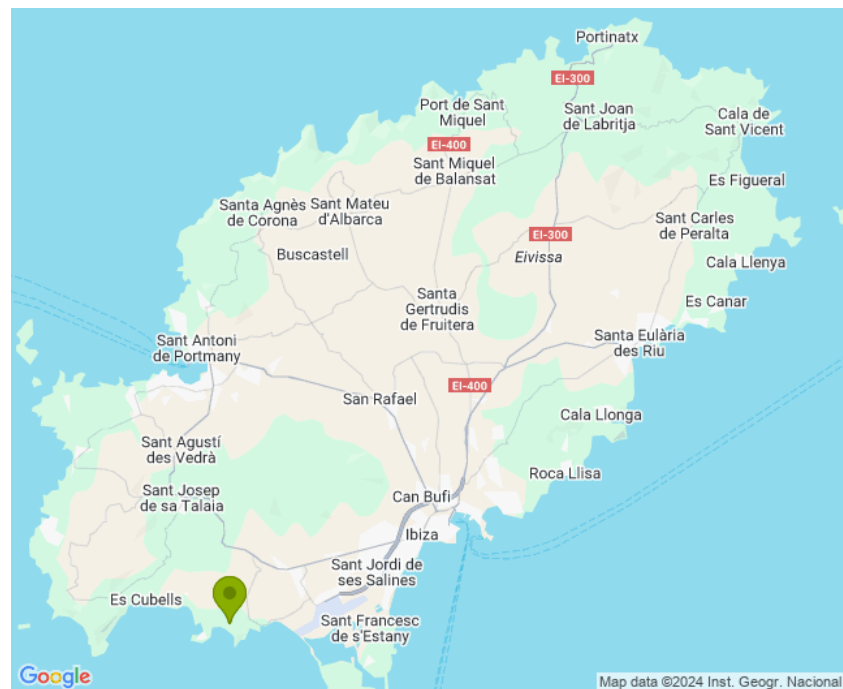 Portinatx
EI-300
Port de Sant
Miquel
Sant Joan
de Labritja
Cala de
Sant Vicent
EI-400
Sant Miquel
de Balansat
Es Figueral
Santa Agnès
de Corona
Sant Mateu
d'Albarca
Sant Carles
de Peralta
EI-300
Buscastell
Eivissa
Cala Llenya
Santa
Gertrudis
de Fruitera
Es Canar
Sant Antoni
de Portmany
Santa Eulària
des Riu
EI-400
San Rafael
Cala Llonga
Sant Agustí
des Vedrà
Roca Llisa
Sant Josep
de sa Talaia
Can Bufi
Ibiza
Sant Jordi de
ses Salines
Es Cubells
Sant Francesc
de s'Estany
Google
Map data ©2024 Inst. Geogr. Nacional